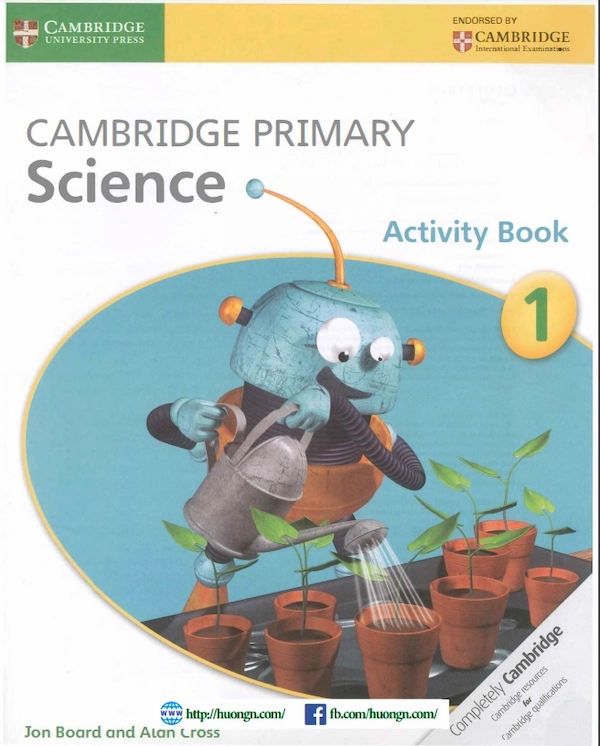 CAMBRIDGE
UNIVERSITY PRESS
ENDORSED BY
CAMBRIDGE
International Examinations
CAMBRIDGE PRIMARY
Science
Activity Book
1
Completely Cambridge
Cambridge resources
for
Cambridge qualifications
WWW http://huongn.com/ f fb.com/huongn.com/
Jon Board and Alan Cross